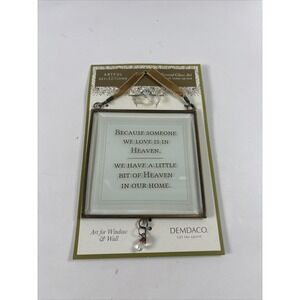 ARTFUL
REFLECTIONS
BECAUSE SOMEONE
WE LOVE IS IN
HEAVEN,
WE HAVE A LITTLE
BIT OF HEAVEN
IN OUR HOME.
Art for Window
& Wall
DEMDACO